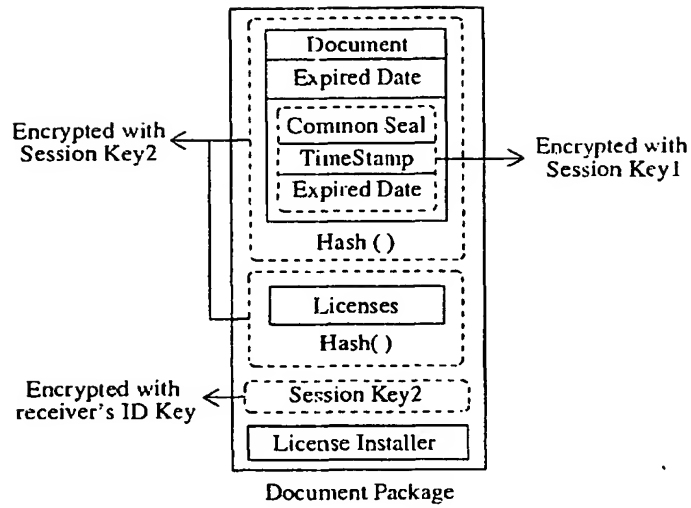 Document
Expired Date
Common Seal
TimeStamp
Expired Date
Hash ( )
Encrypted with
Session Key2
Encrypted with
Session Key1
Licenses
Hash( )
Encrypted with
receiver's ID Key
Session Key2
License Installer
Document Package